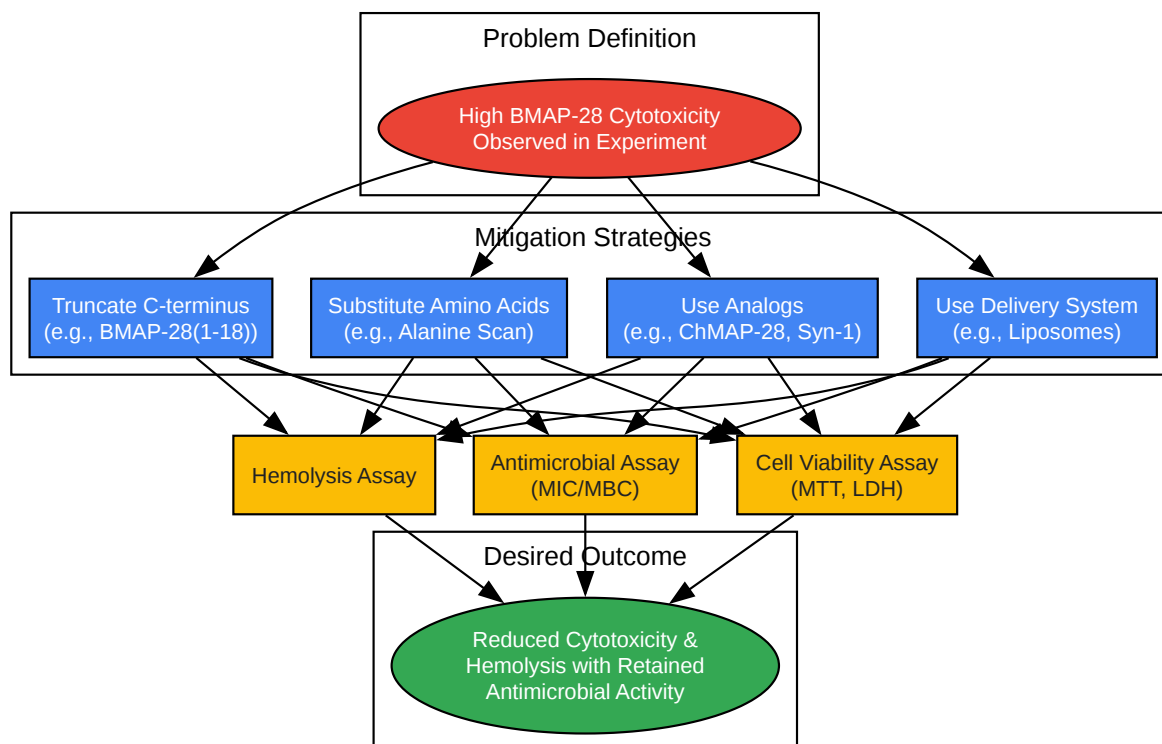 Problem Definition
High BMAP-28 Cytotoxicity
Observed in Experiment
Mitigation Strategies
Truncate C-terminus
(e.g., BMAP-28(1-18))
Substitute Amino Acids
(e.g., Alanine Scan)
Use Analogs
(e.g., ChMAP-28, Syn-1)
Use Delivery System
(e.g., Liposomes)
Hemolysis Assay
Antimicrobial Assay
(MIC/MBC)
Cell Viability Assay
(MTT, LDH)
Desired Outcome
Reduced Cytotoxicity &
Hemolysis with Retained
Antimicrobial Activity